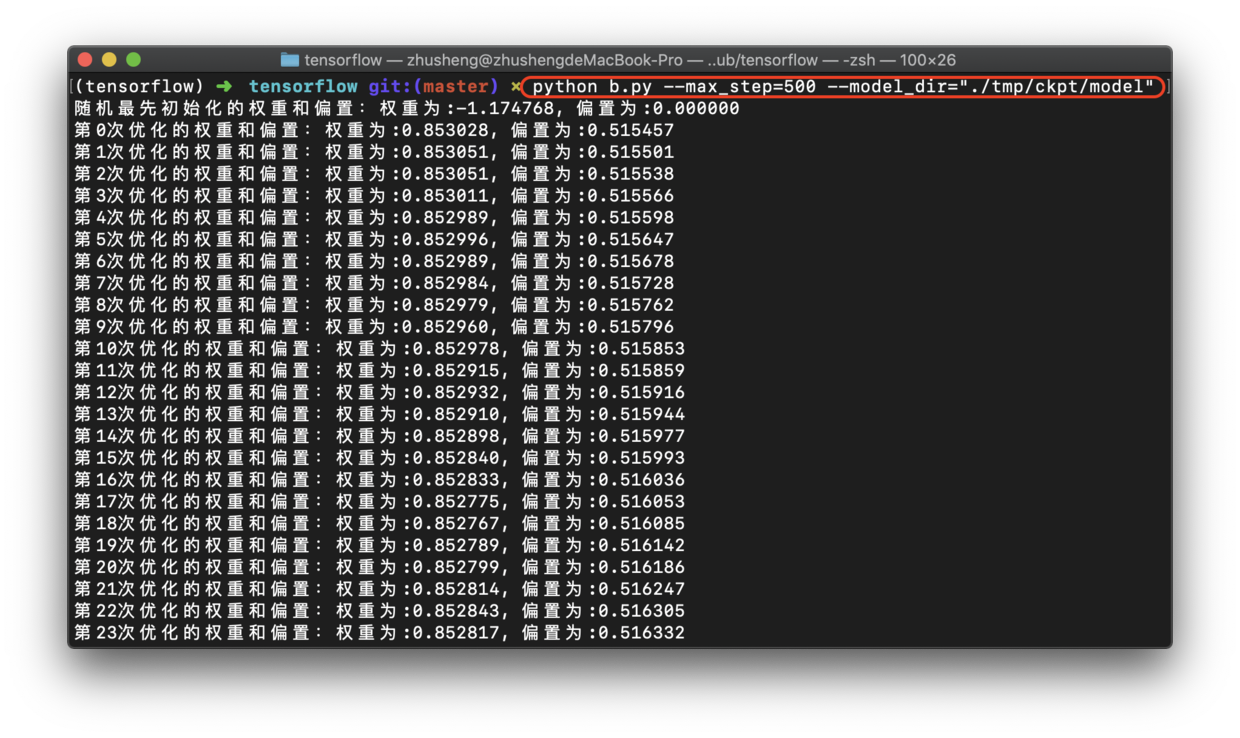 tensorflow — zhusheng@zhushengdeMacBook-Pro — ..ub/tensorflow — -zsh — 100×26
[(tensorflow) ➜  tensorflow git:(master) ✗ python b.py --max_step=500 --model_dir="./tmp/ckpt/model" ]
随机最先初始化的权重和偏置：权重为:-1.174768, 偏置为:0.000000
第0次优化的权重和偏置：权重为:0.853028, 偏置为:0.515457
第1次优化的权重和偏置：权重为:0.853051, 偏置为:0.515501
第2次优化的权重和偏置：权重为:0.853051, 偏置为:0.515538
第3次优化的权重和偏置：权重为:0.853011, 偏置为:0.515566
第4次优化的权重和偏置：权重为:0.852989, 偏置为:0.515598
第5次优化的权重和偏置：权重为:0.852996, 偏置为:0.515647
第6次优化的权重和偏置：权重为:0.852989, 偏置为:0.515678
第7次优化的权重和偏置：权重为:0.852984, 偏置为:0.515728
第8次优化的权重和偏置：权重为:0.852979, 偏置为:0.515762
第9次优化的权重和偏置：权重为:0.852960, 偏置为:0.515796
第10次优化的权重和偏置：权重为:0.852978, 偏置为:0.515853
第11次优化的权重和偏置：权重为:0.852915, 偏置为:0.515859
第12次优化的权重和偏置：权重为:0.852932, 偏置为:0.515916
第13次优化的权重和偏置：权重为:0.852910, 偏置为:0.515944
第14次优化的权重和偏置：权重为:0.852898, 偏置为:0.515977
第15次优化的权重和偏置：权重为:0.852840, 偏置为:0.515993
第16次优化的权重和偏置：权重为:0.852833, 偏置为:0.516036
第17次优化的权重和偏置：权重为:0.852775, 偏置为:0.516053
第18次优化的权重和偏置：权重为:0.852767, 偏置为:0.516085
第19次优化的权重和偏置：权重为:0.852789, 偏置为:0.516142
第20次优化的权重和偏置：权重为:0.852799, 偏置为:0.516186
第21次优化的权重和偏置：权重为:0.852814, 偏置为:0.516247
第22次优化的权重和偏置：权重为:0.852843, 偏置为:0.516305
第23次优化的权重和偏置：权重为:0.852817, 偏置为:0.516332